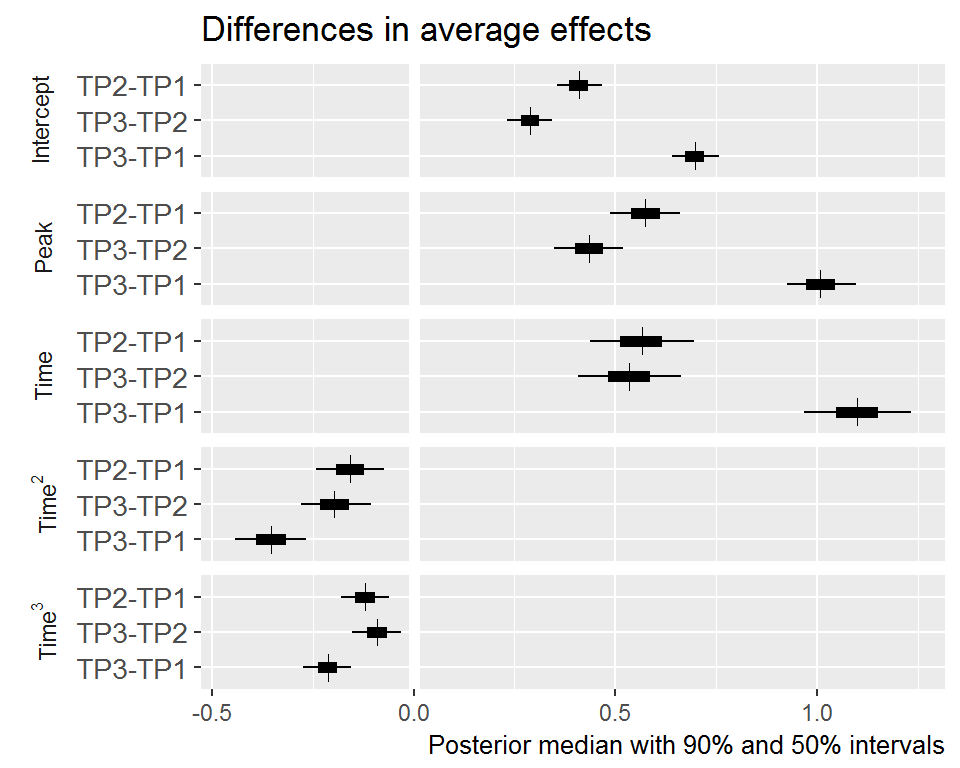 Differences in average effects
Intercept
TP2-TP1
TP3-TP2
TP3-TP1
Peak
TP2-TP1
TP3-TP2
TP3-TP1
Time
TP2-TP1
TP3-TP2
TP3-TP1
Time²
TP2-TP1
TP3-TP2
TP3-TP1
Time³
TP2-TP1
TP3-TP2
TP3-TP1
-0.5 0.0 0.5 1.0
Posterior median with 90% and 50% intervals